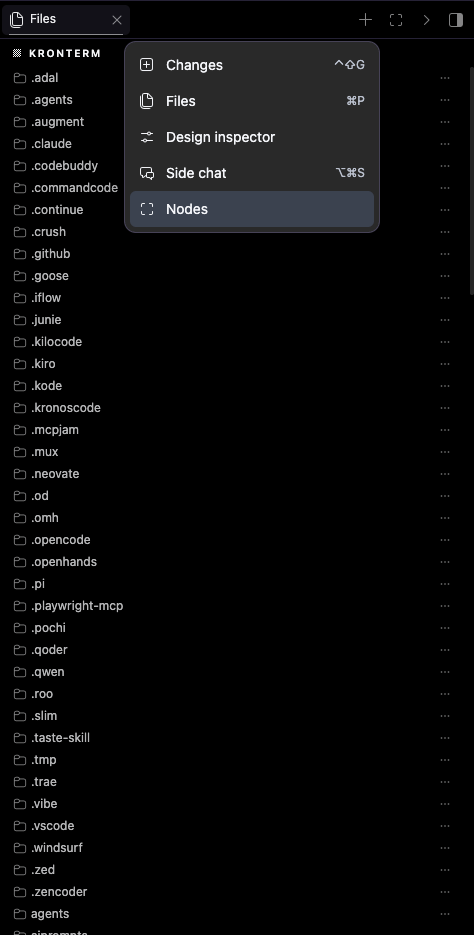 Files
KRONTERM
Changes ^⇧G
Files ⌘P
Design inspector
Side chat ⌥⌘S
Nodes
.adal
.agents
.augment
.claude
.codebuddy
.commandcode
.continue
.crush
.github
.goose
.iflow
.junie
.kilocode
.kiro
.kode
.kronoscode
.mcpjam
.mux
.neovate
.od
.omh
.opencode
.openhands
.pi
.playwright-mcp
.pochi
.qoder
.qwen
.roo
.slim
.taste-skill
.tmp
.trae
.vibe
.vscode
.windsurf
.zed
.zencoder
agents